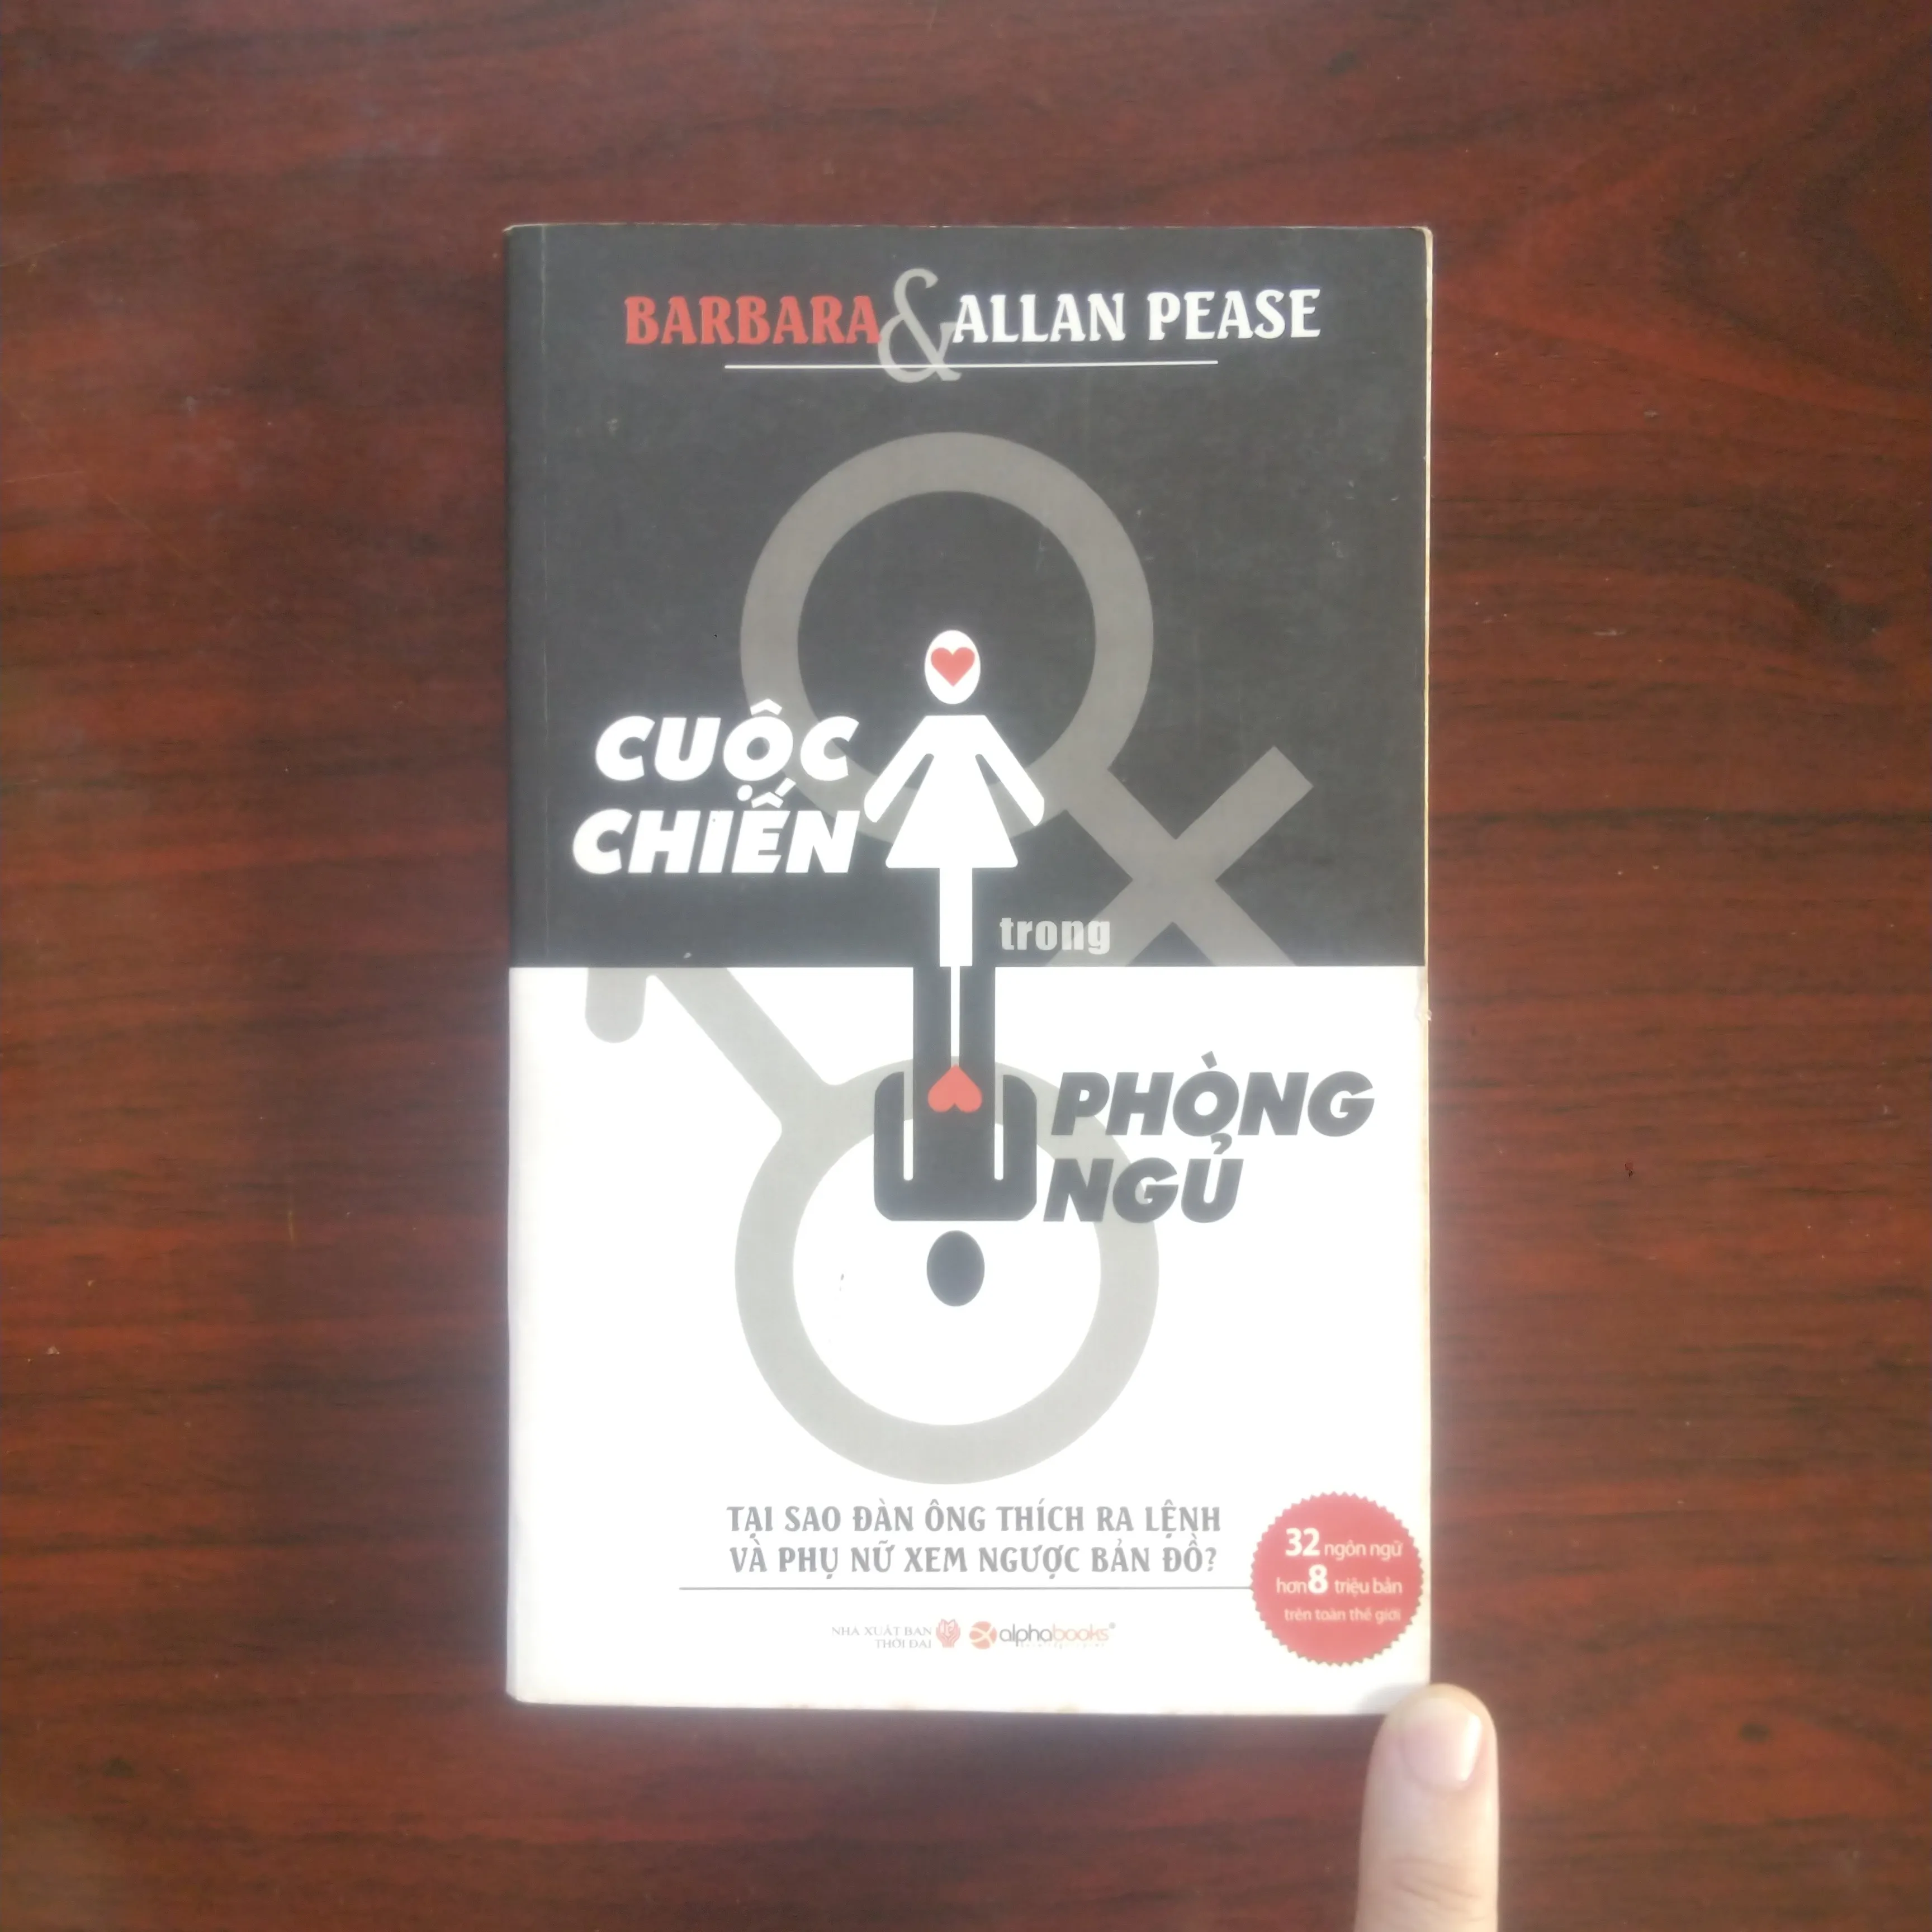 BARBARA & ALLAN PEASE
CUỘC
CHIẾN
trong
PHÒNG
NGỦ
TẠI SAO ĐÀN ÔNG THÍCH RA LỆNH
VÀ PHỤ NỮ XEM NGƯỢC BẢN ĐỒ?
32 ngôn ngữ
hơn 8 triệu bản
trên toàn thế giới
NHÀ XUẤT BẢN
THỜI ĐẠI
alphabooks®